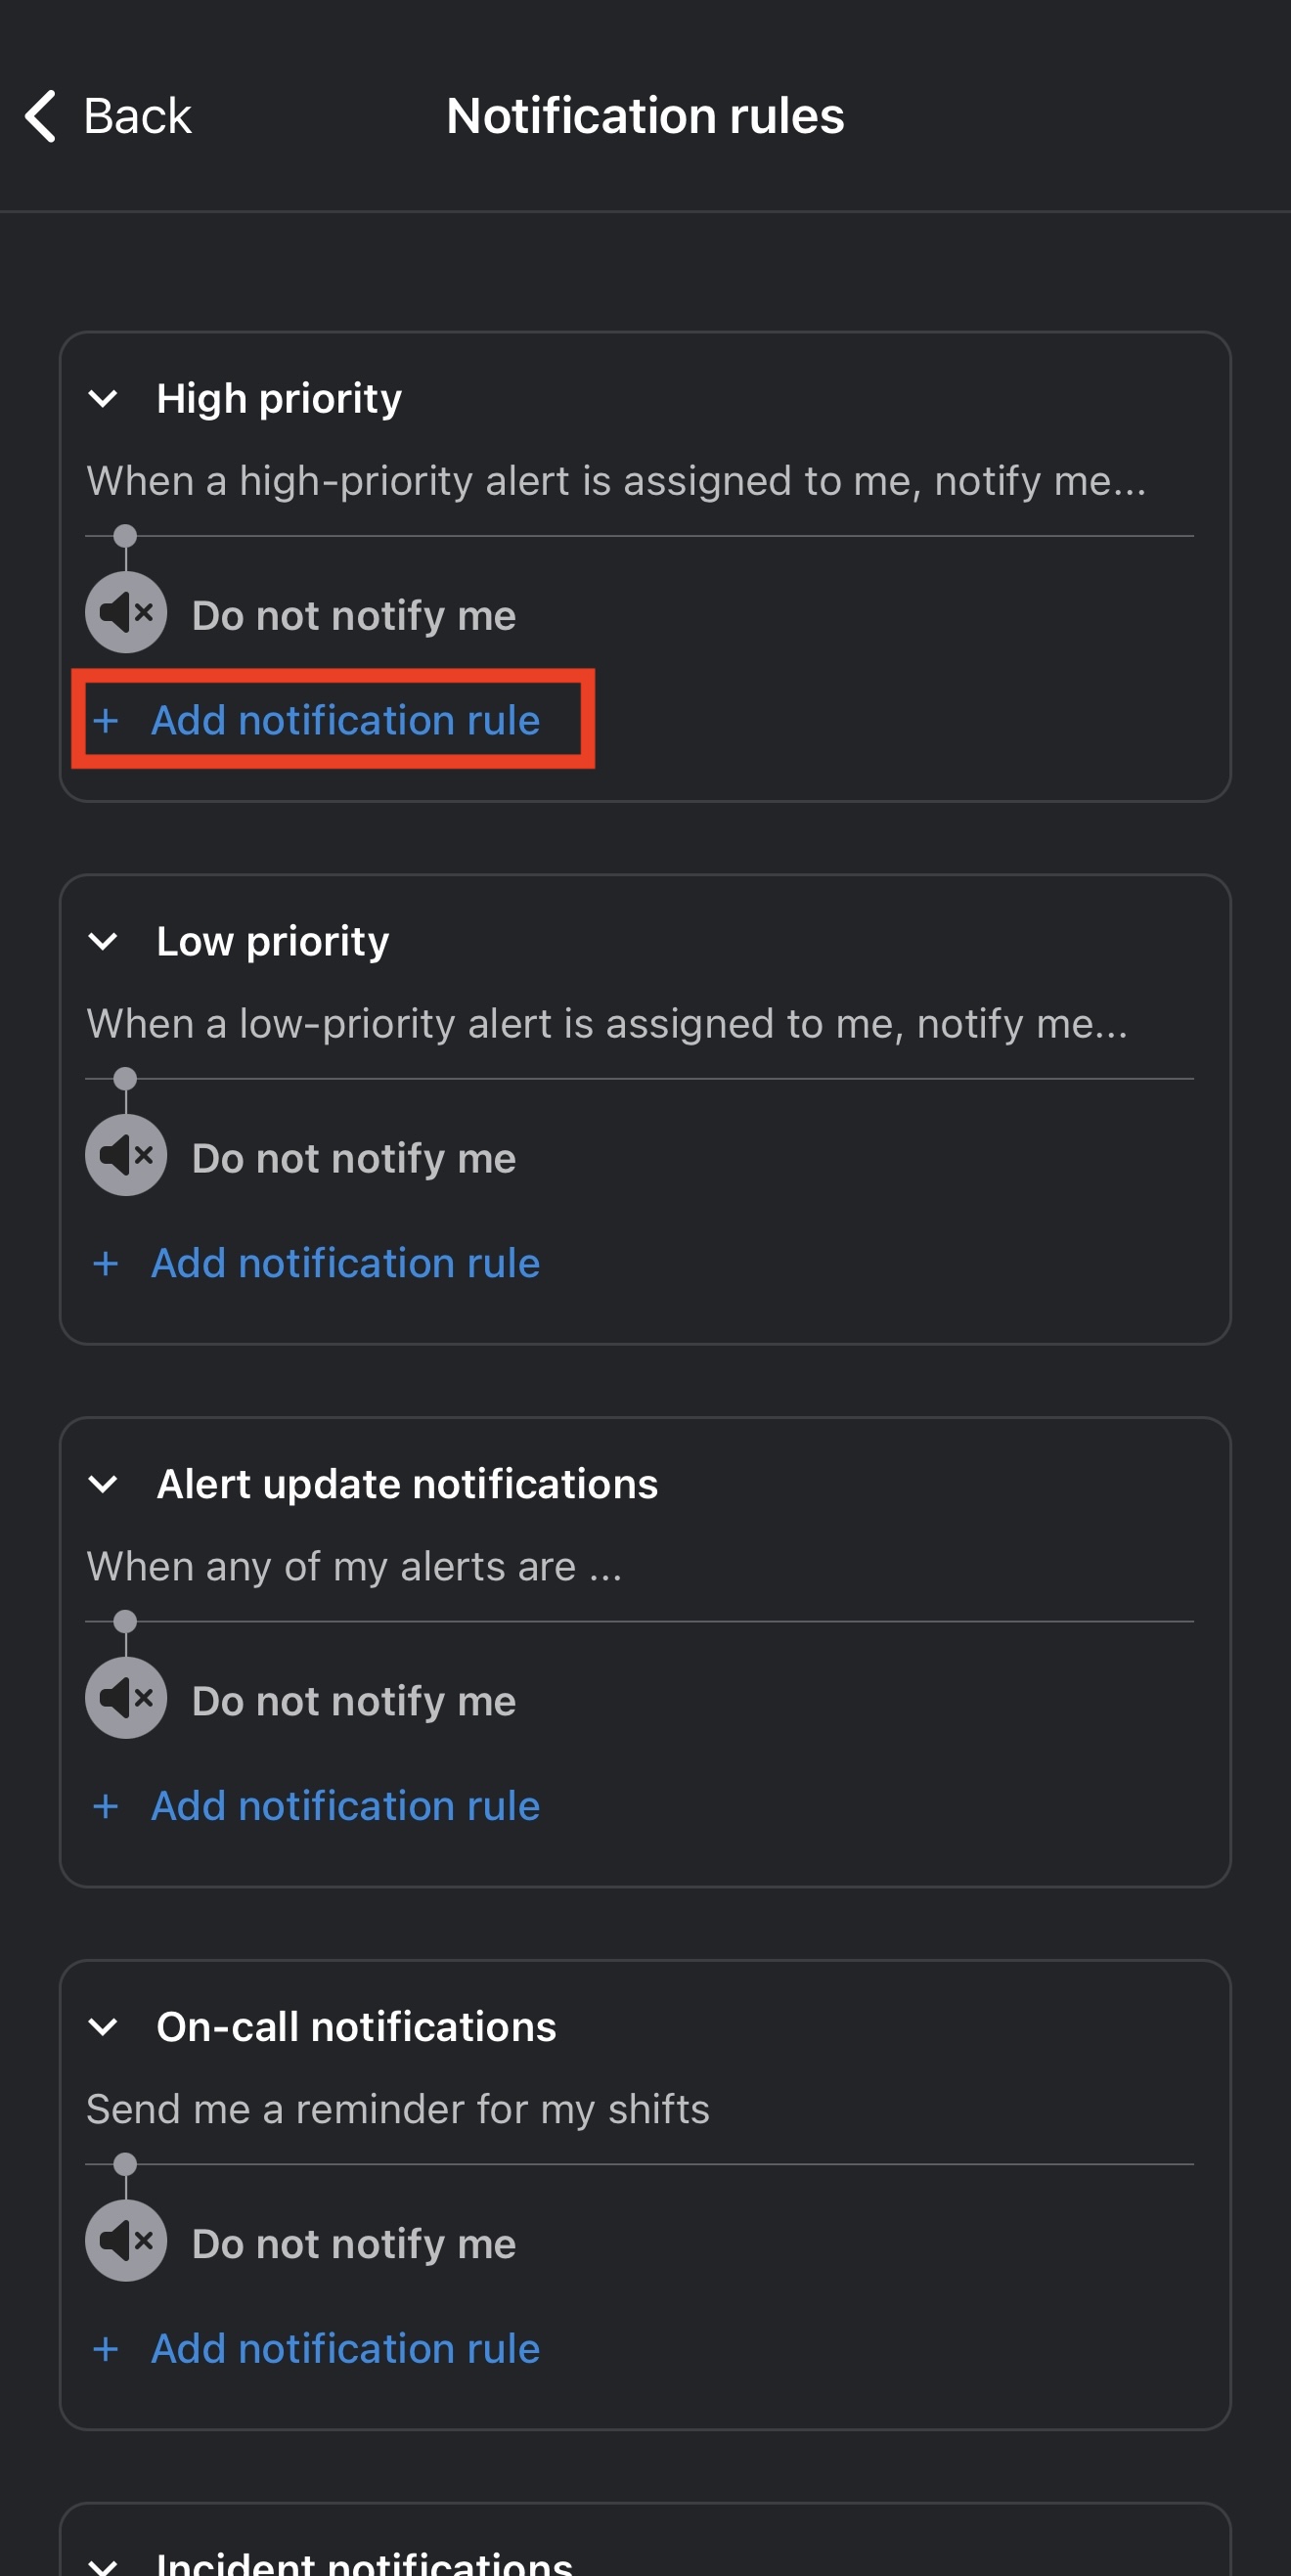 Back
Notification rules
High priority
When a high-priority alert is assigned to me, notify me...
Do not notify me
+ Add notification rule
Low priority
When a low-priority alert is assigned to me, notify me...
Do not notify me
+ Add notification rule
Alert update notifications
When any of my alerts are ...
Do not notify me
+ Add notification rule
On-call notifications
Send me a reminder for my shifts
Do not notify me
+ Add notification rule
Incident notifications